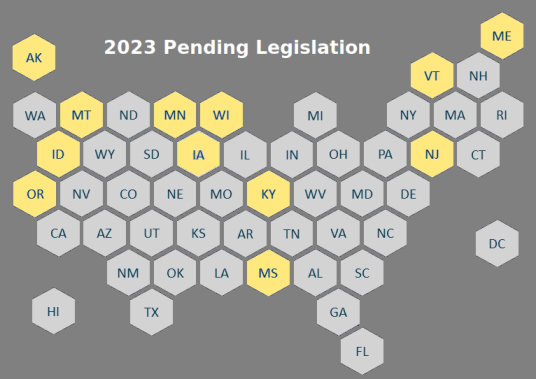 ME
2023 Pending Legislation
AK
VT NH
WA MT ND MN WI MI NY MA RI
ID WY SD IA IL IN OH PA NJ CT
OR NV CO NE MO KY WV MD DE
CA AZ UT KS AR TN VA NC DC
NM OK LA MS AL SC
HI TX GA
FL